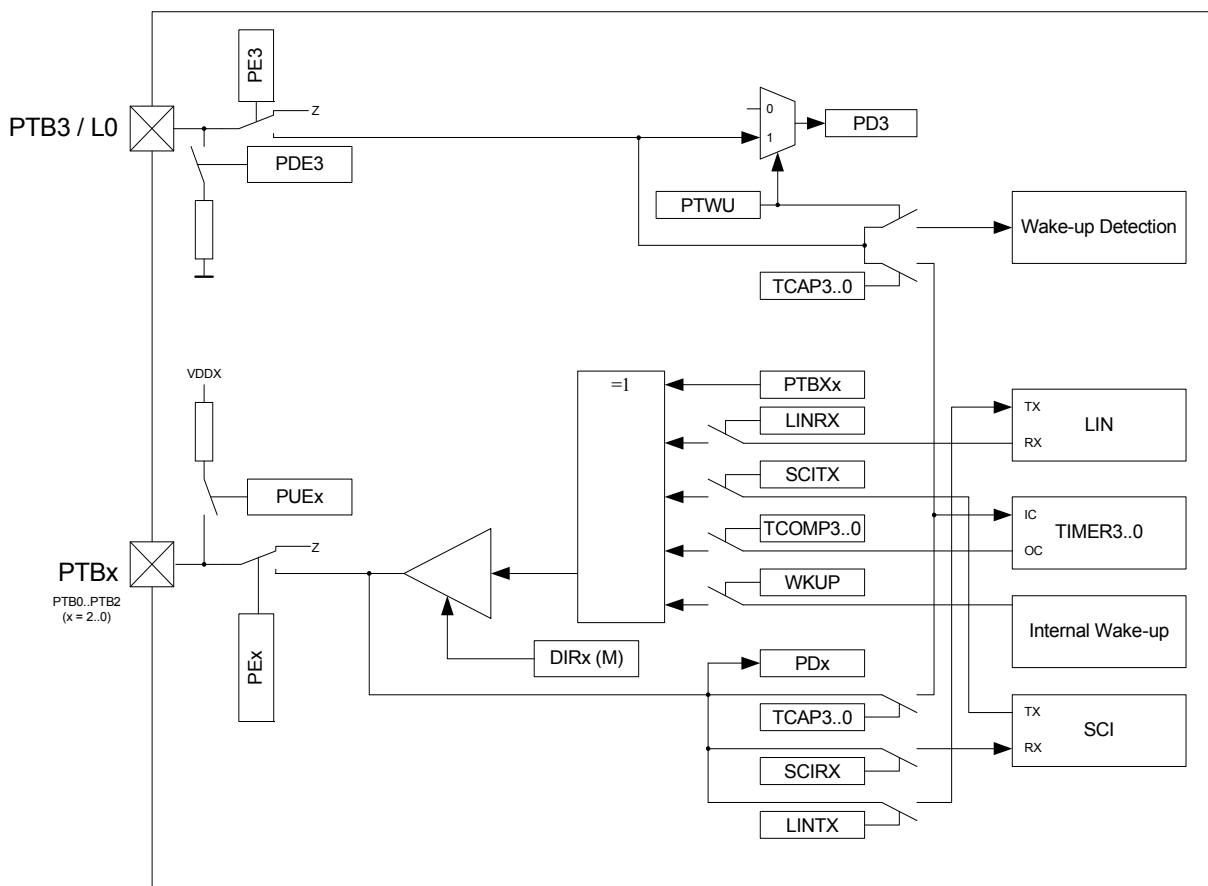 PE3
Z
PTB3 / L0
0
1
PD3
PDE3
PTWU
Wake-up Detection
TCAP3..0
VDDX
=1
PTBXx
LINRX
TX
LIN
RX
SCITX
PUEx
TCOMP3..0
IC
TIMER3..0
OC
Z
PTBx
PTB0..PTB2
(x = 2..0)
WKUP
Internal Wake-up
DIRx (M)
PDx
PEx
TCAP3..0
TX
SCI
RX
SCIRX
LINTX